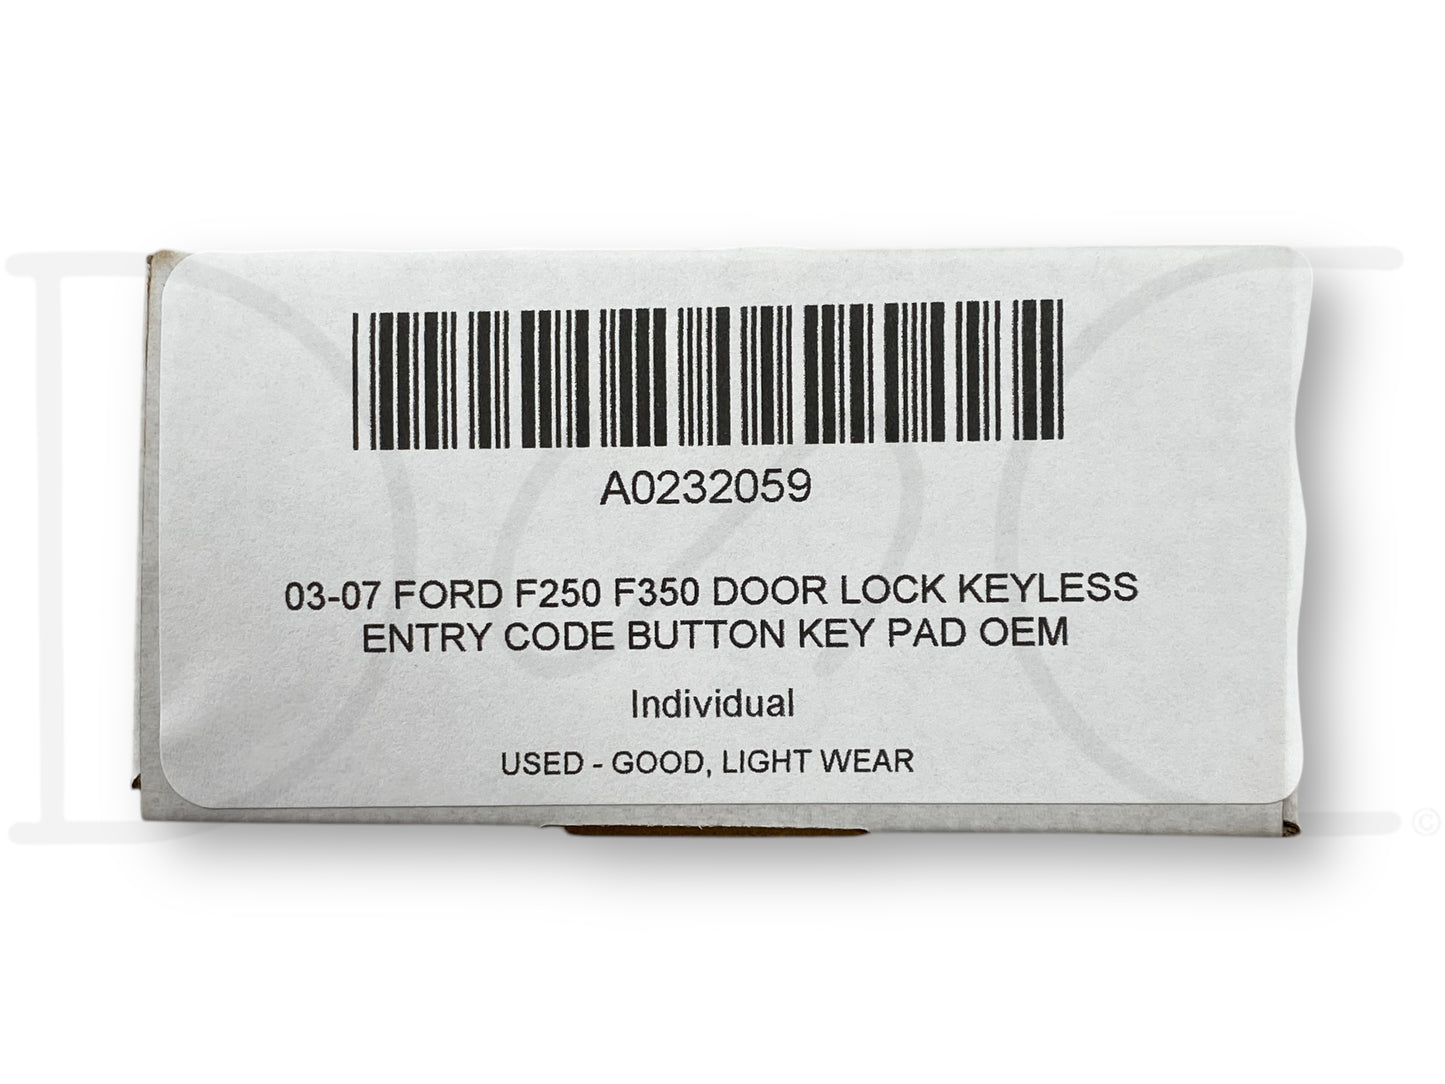 A0232059
03-07 FORD F250 F350 DOOR LOCK KEYLESS
ENTRY CODE BUTTON KEY PAD OEM
Individual
USED - GOOD, LIGHT WEAR
©